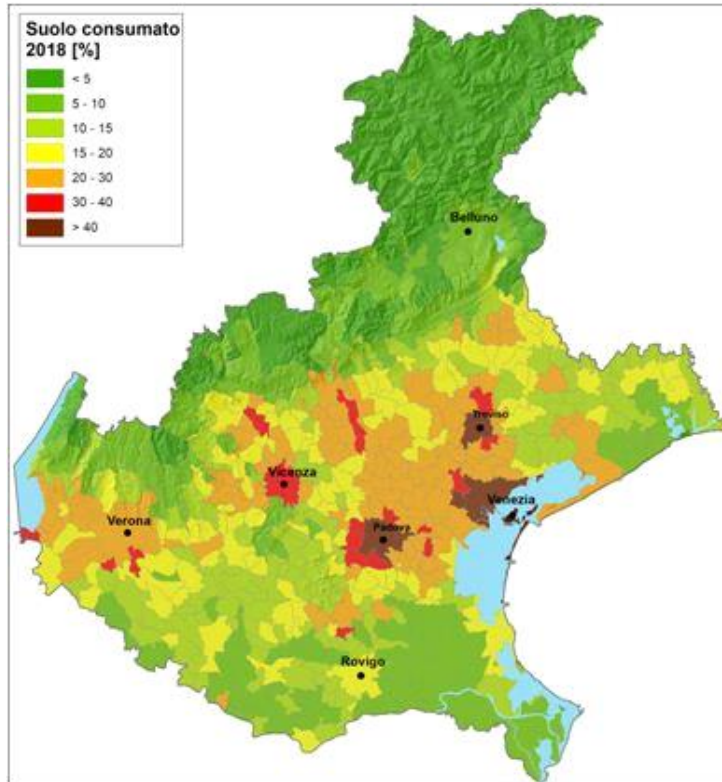 Suolo consumato
2018 [%]
< 5
5 - 10
10 - 15
15 - 20
20 - 30
30 - 40
> 40
Belluno
Treviso
Vicenza
Venezia
Verona
Padova
Rovigo